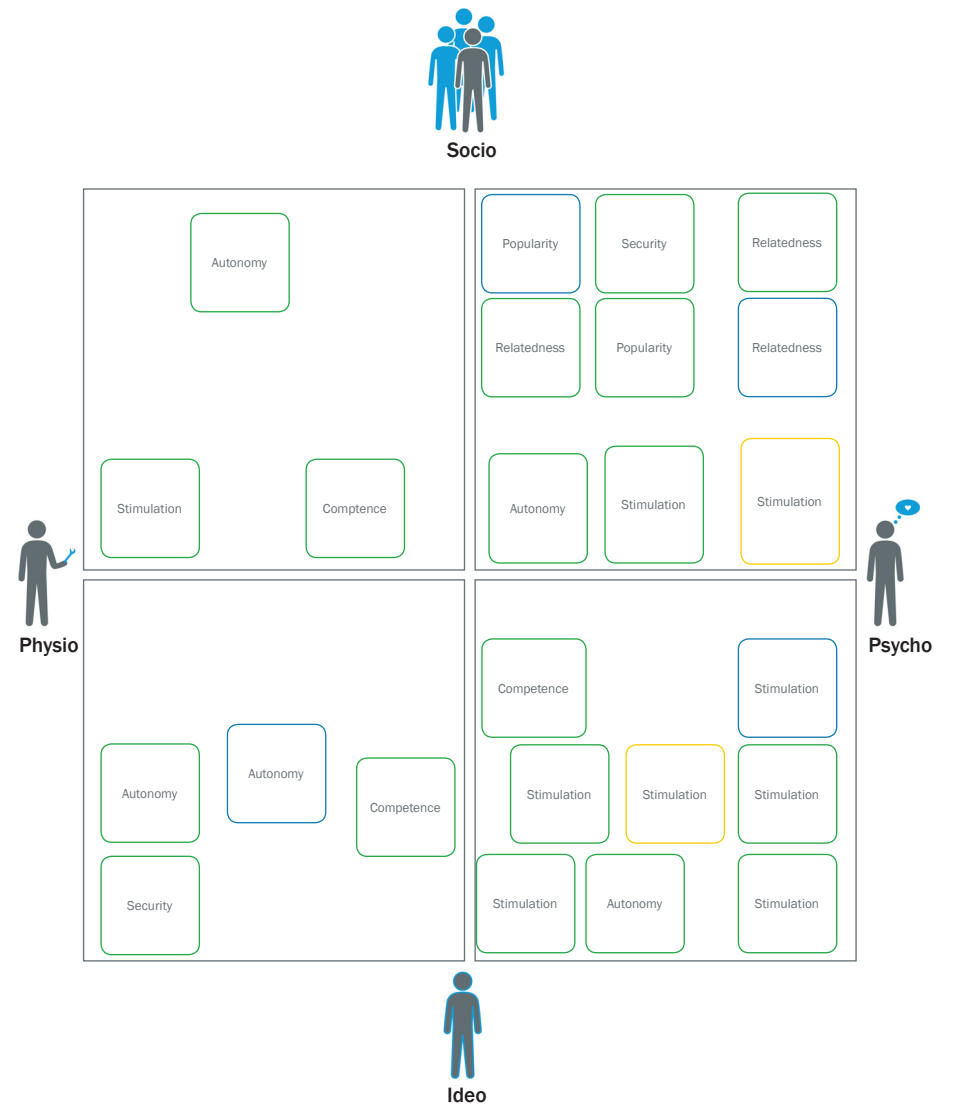 Socio
Autonomy
Stimulation
Comptence
Popularity
Security
Relatedness
Relatedness
Popularity
Relatedness
Autonomy
Stimulation
Stimulation
Physio
Psycho
Autonomy
Autonomy
Competence
Security
Competence
Stimulation
Stimulation
Stimulation
Stimulation
Stimulation
Autonomy
Stimulation
Ideo